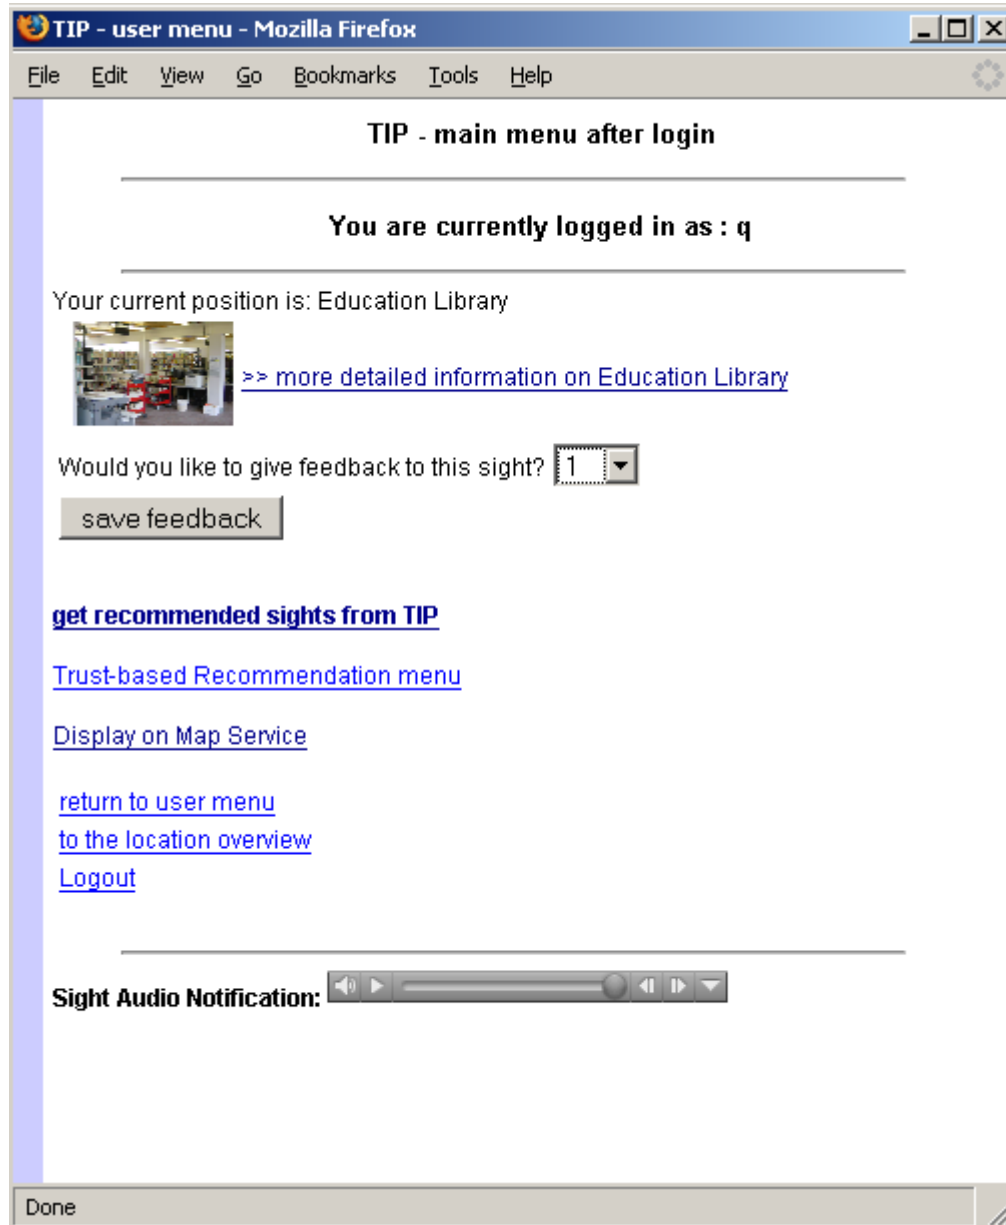 TIP - user menu - Mozilla Firefox
File Edit View Go Bookmarks Tools Help
TIP - main menu after login
You are currently logged in as : q
Your current position is: Education Library
>> more detailed information on Education Library
Would you like to give feedback to this sight? 1
save feedback
get recommended sights from TIP
Trust-based Recommendation menu
Display on Map Service
return to user menu
to the location overview
Logout
Sight Audio Notification:
Done